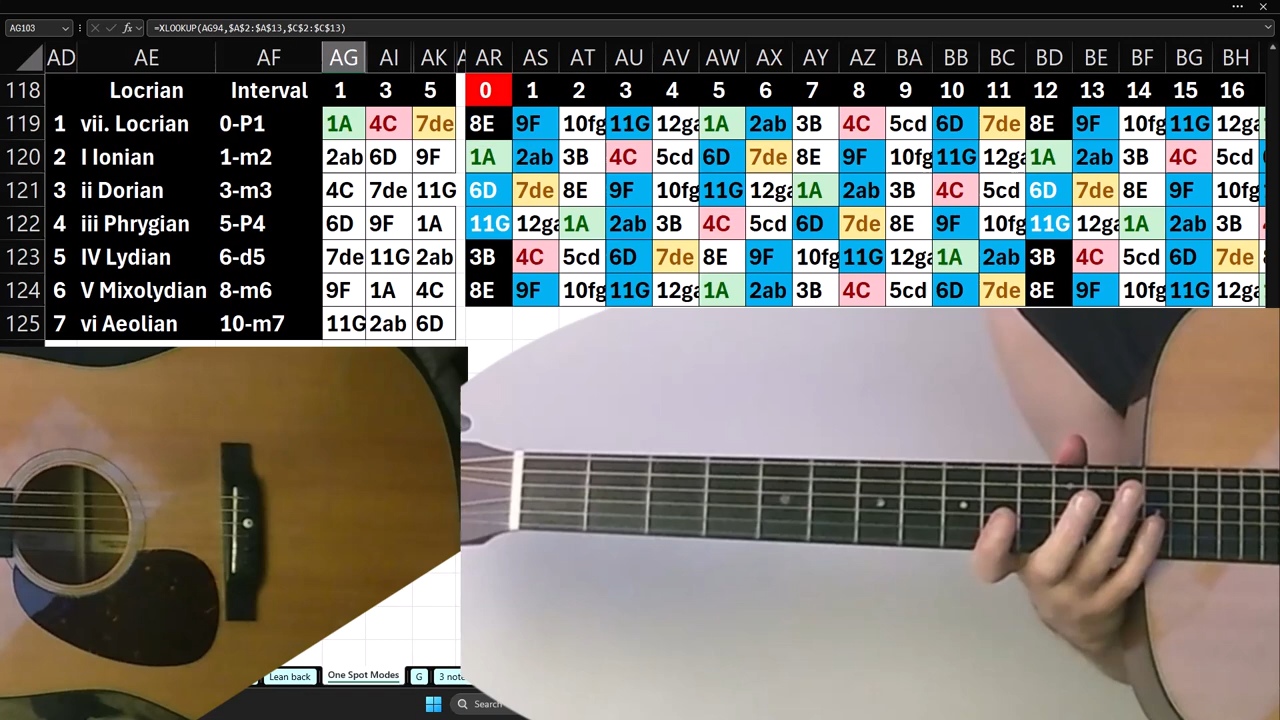 AG103 fx =XLOOKUP(AG94,$A$2:$A$13,$C$2:$C$13)
AD AE AF AG AI AK AR AS AT AU AV AW AX AY AZ BA BB BC BD BE BF BG BH
118 Locrian Interval 1 3 5 0 1 2 3 4 5 6 7 8 9 10 11 12 13 14 15 16
119 1 vii. Locrian 0-P1 1A 4C 7de 8E 9F 10fg 11G 12ga 1A 2ab 3B 4C 5cd 6D 7de 8E 9F 10fg 11G 12ga
120 2 I Ionian 1-m2 2ab 6D 9F 1A 2ab 3B 4C 5cd 6D 7de 8E 9F 10fg 11G 12ga 1A 2ab 3B 4C 5cd
121 3 ii Dorian 3-m3 4C 7de 11G 6D 7de 8E 9F 10fg 11G 12ga 1A 2ab 3B 4C 5cd 6D 7de 8E 9F 10fg
122 4 iii Phrygian 5-P4 6D 9F 1A 11G 12ga 1A 2ab 3B 4C 5cd 6D 7de 8E 9F 10fg 11G 12ga 1A 2ab 3B
123 5 IV Lydian 6-d5 7de 11G 2ab 3B 4C 5cd 6D 7de 8E 9F 10fg 11G 12ga 1A 2ab 3B 4C 5cd 6D 7de
124 6 V Mixolydian 8-m6 9F 1A 4C 8E 9F 10fg 11G 12ga 1A 2ab 3B 4C 5cd 6D 7de 8E 9F 10fg 11G 12ga
125 7 vi Aeolian 10-m7 11G 2ab 6D
Lean back One Spot Modes G 3 note
Search